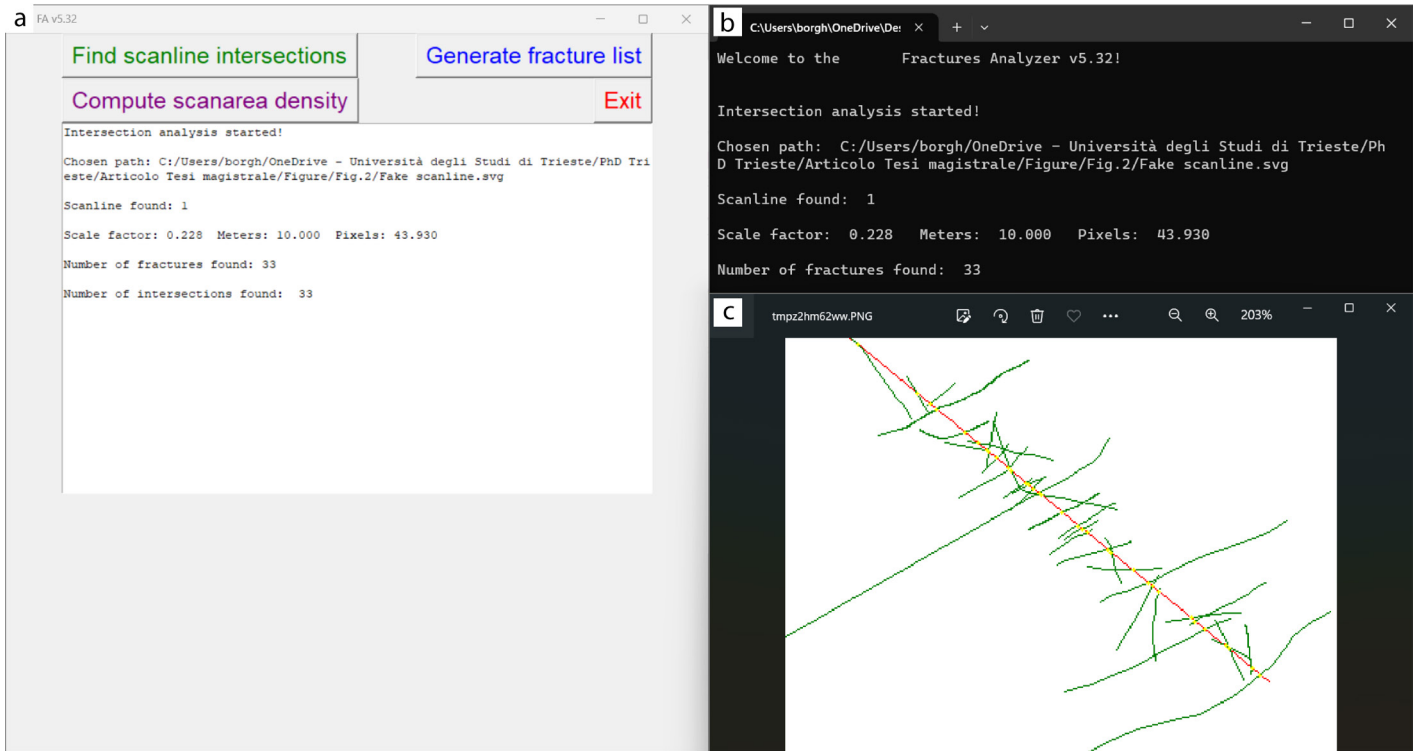 a
FA v5.32
Find scanline intersections
Generate fracture list
Compute scanarea density
Exit
Intersection analysis started!
Chosen path: C:/Users/borgh/OneDrive - Università degli Studi di Trieste/PhD Tri
este/Articolo Tesi magistrale/Figure/Fig.2/Fake scanline.svg
Scanline found: 1
Scale factor: 0.228 Meters: 10.000 Pixels: 43.930
Number of fractures found: 33
Number of intersections found: 33
b
C:\Users\borgh\OneDrive\De:
Welcome to the Fractures Analyzer v5.32!
Intersection analysis started!
Chosen path: C:/Users/borgh/OneDrive - Università degli Studi di Trieste/Ph
D Trieste/Articolo Tesi magistrale/Figure/Fig.2/Fake scanline.svg
Scanline found: 1
Scale factor: 0.228 Meters: 10.000 Pixels: 43.930
Number of fractures found: 33
c
tmpz2hm62ww.PNG
203%